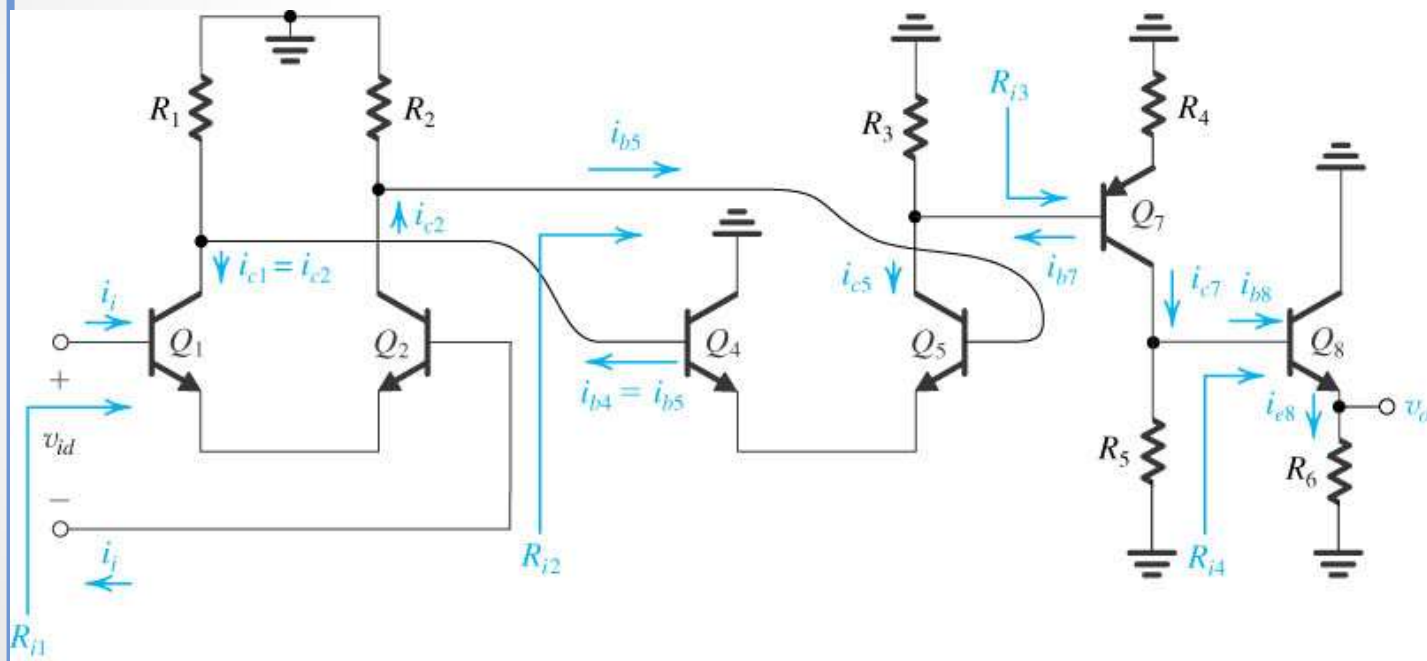 R1
R2
ib5
R3
Ri3
R4
Q7
ic2
ic1 = ic2
Ri2
ic5
ib7
ic7
ib8
ii
Q1
Q2
Q4
Q5
Q8
+
ib4 = ib5
Ri4
ie8
vo
vid
R5
R6
−
ii
Ri1